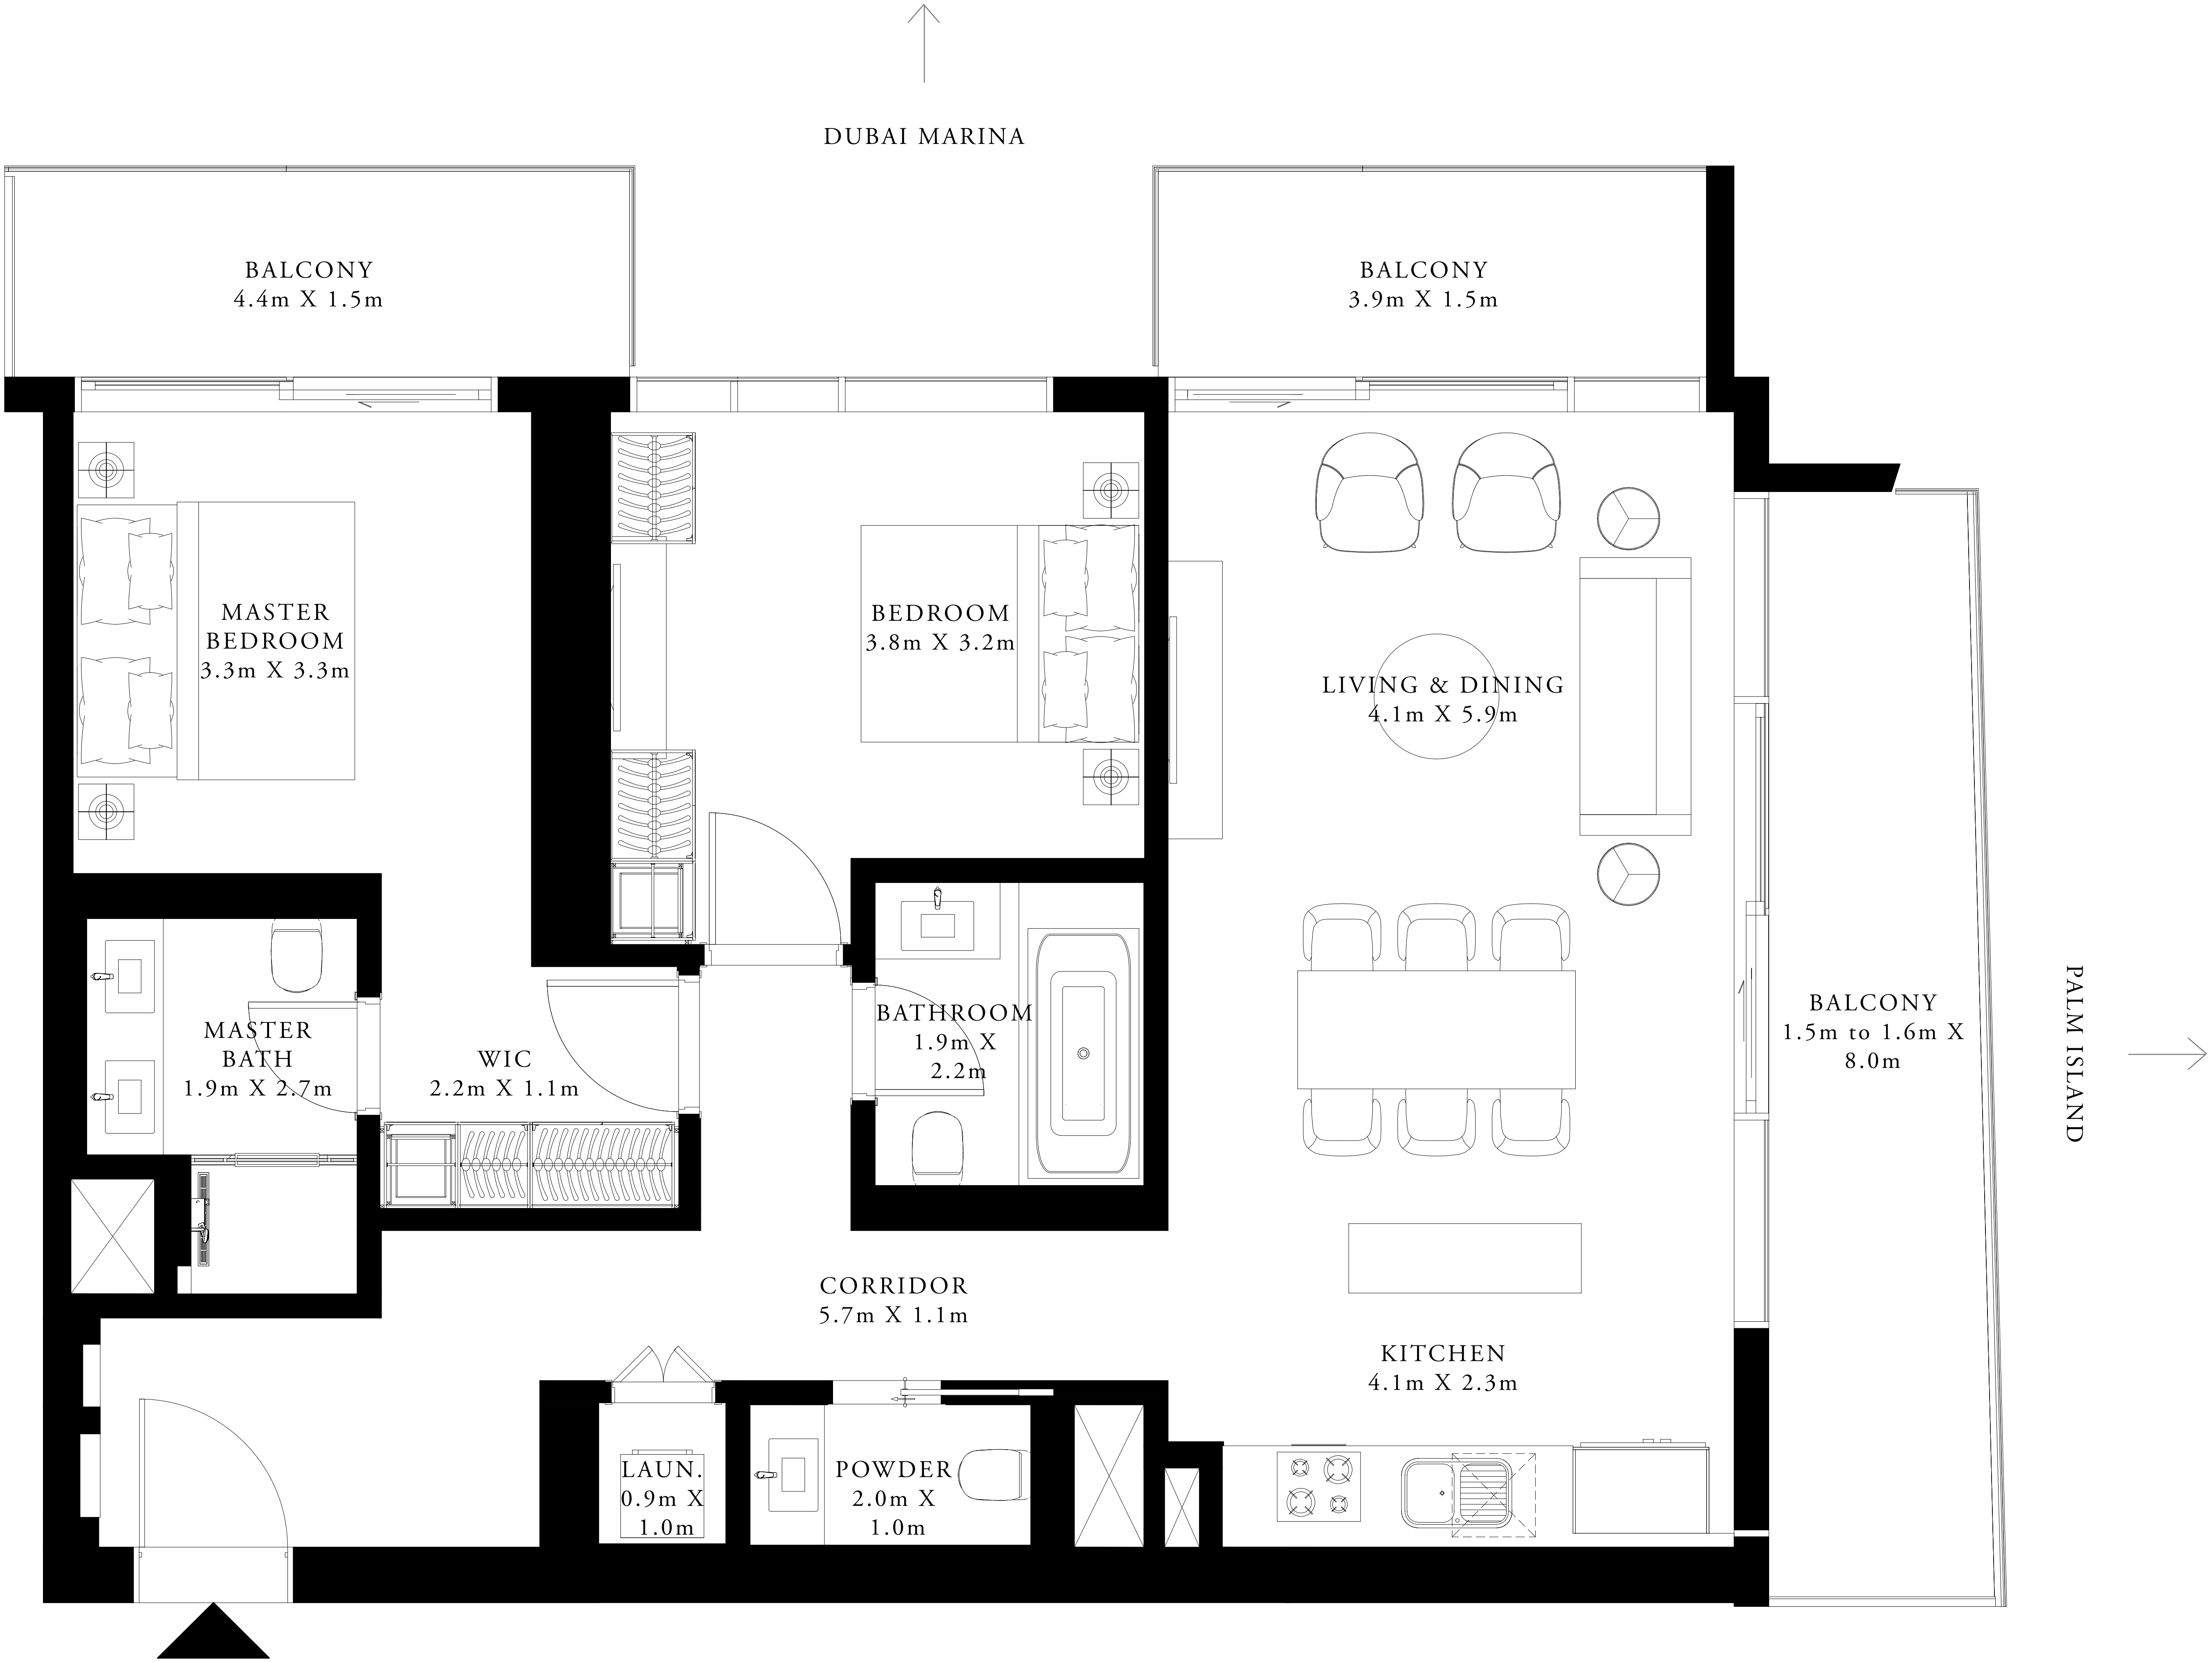 DUBAI MARINA
BALCONY
4.4m X 1.5m
BALCONY
3.9m X 1.5m
MASTER
BEDROOM
3.3m X 3.3m
BEDROOM
3.8m X 3.2m
LIVING & DINING
4.1m X 5.9m
MASTER
BATH
1.9m X 2.7m
WIC
2.2m X 1.1m
BATHROOM
1.9m X
2.2m
BALCONY
1.5m to 1.6m X
8.0m
PALM ISLAND
CORRIDOR
5.7m X 1.1m
KITCHEN
4.1m X 2.3m
LAUN.
0.9m X
1.0m
POWDER
2.0m X
1.0m